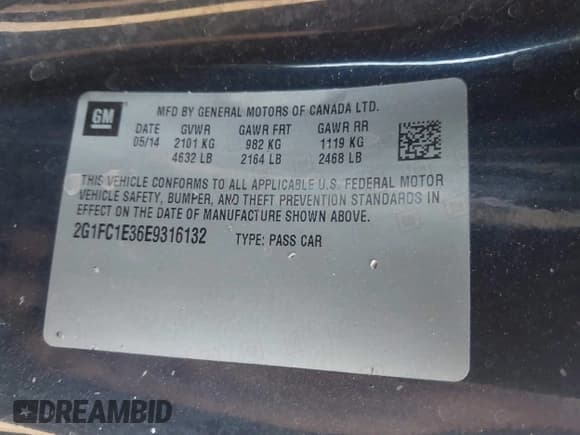 GM
MFD BY GENERAL MOTORS OF CANADA LTD.
DATE GVWR GAWR FRT GAWR RR
05/14 2101 KG 982 KG 1119 KG
4632 LB 2164 LB 2468 LB
THIS VEHICLE CONFORMS TO ALL APPLICABLE U.S. FEDERAL MOTOR
VEHICLE SAFETY, BUMPER, AND THEFT PREVENTION STANDARDS IN
EFFECT ON THE DATE OF MANUFACTURE SHOWN ABOVE.
2G1FC1E36E9316132 TYPE: PASS CAR
DREAMBID